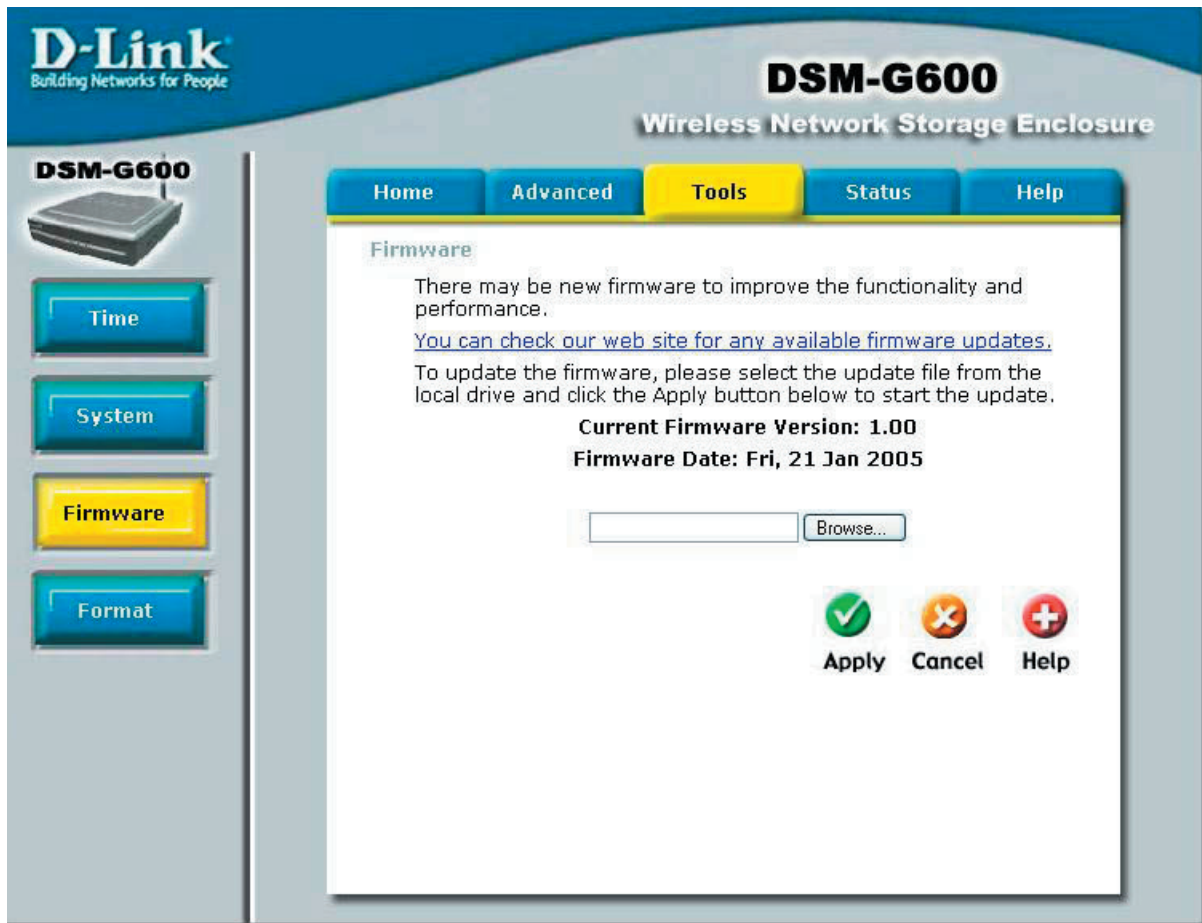 D-Link
Building Networks for People
DSM-G600
Wireless Network Storage Enclosure
DSM-G600
Home
Advanced
Tools
Status
Help
Time
System
Firmware
Format
Firmware
There may be new firmware to improve the functionality and
performance.
You can check our web site for any available firmware updates.
To update the firmware, please select the update file from the
local drive and click the Apply button below to start the update.
Current Firmware Version: 1.00
Firmware Date: Fri, 21 Jan 2005
Browse...
Apply
Cancel
Help